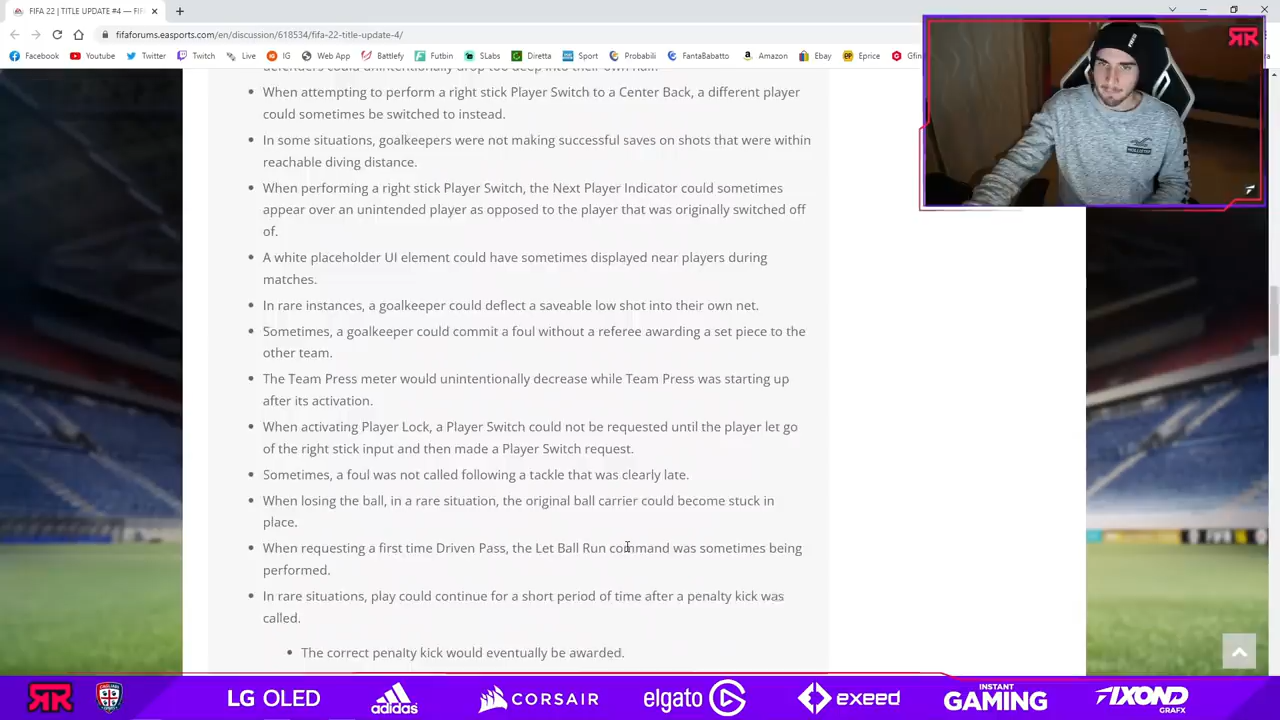 FIFA 22 | TITLE UPDATE #4 — FIF
fifaforums.easports.com/en/discussion/618534/fifa-22-title-update-4/
Facebook Youtube Twitter Twitch Live IG Web App Battlefy Futbin SLabs Diretta Sport Probabili FantaBabatto Amazon Ebay Eprice
defenders could unintentionally drop too deep into their own half.
• When attempting to perform a right stick Player Switch to a Center Back, a different player
could sometimes be switched to instead.
• In some situations, goalkeepers were not making successful saves on shots that were within
reachable diving distance.
• When performing a right stick Player Switch, the Next Player Indicator could sometimes
appear over an unintended player as opposed to the player that was originally switched off
of.
• A white placeholder UI element could have sometimes displayed near players during
matches.
• In rare instances, a goalkeeper could deflect a saveable low shot into their own net.
• Sometimes, a goalkeeper could commit a foul without a referee awarding a set piece to the
other team.
• The Team Press meter would unintentionally decrease while Team Press was starting up
after its activation.
• When activating Player Lock, a Player Switch could not be requested until the player let go
of the right stick input and then made a Player Switch request.
• Sometimes, a foul was not called following a tackle that was clearly late.
• When losing the ball, in a rare situation, the original ball carrier could become stuck in
place.
• When requesting a first time Driven Pass, the Let Ball Run command was sometimes being
performed.
• In rare situations, play could continue for a short period of time after a penalty kick was
called.
• The correct penalty kick would eventually be awarded.
RR
RR LG OLED adidas CORSAIR elgato exeed INSTANT GAMING FIXOND GRAFX